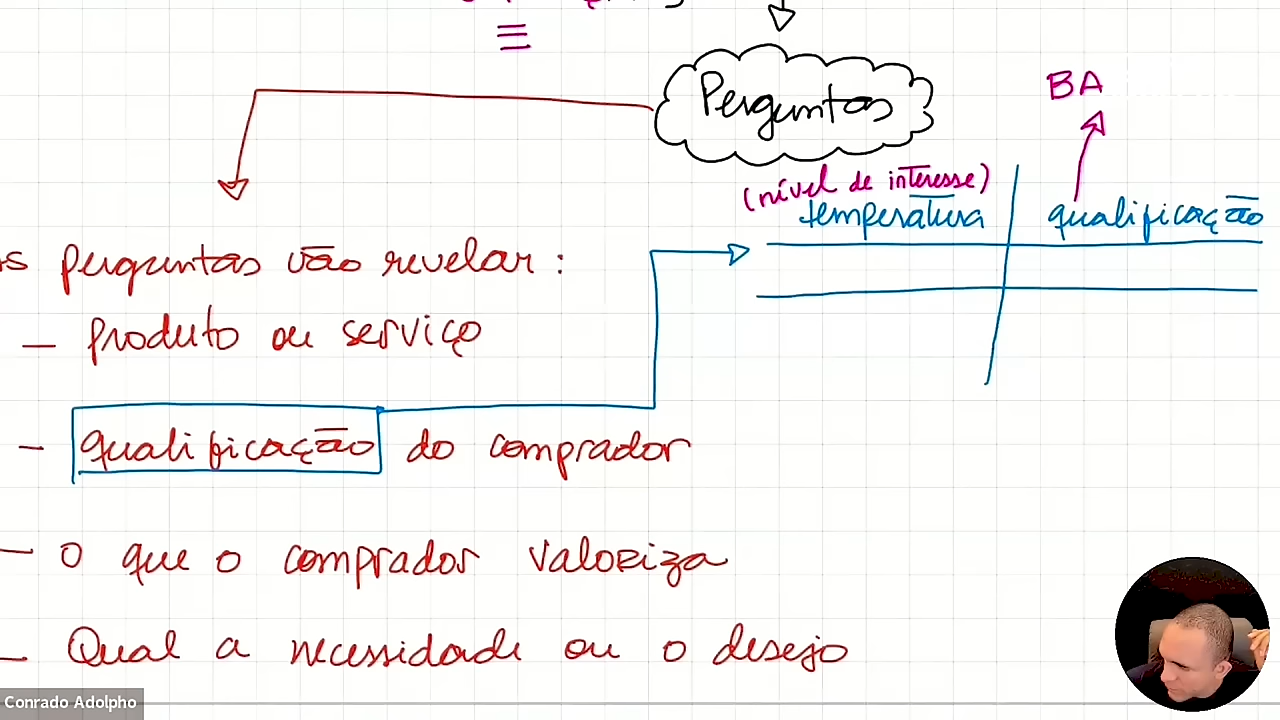 Perguntas
BA
(nível de interesse)
temperatura
qualificação
as perguntas vão revelar:
- produto ou serviço
- qualificação do comprador
- o que o comprador valoriza
- Qual a necessidade ou o desejo
Conrado Adolpho